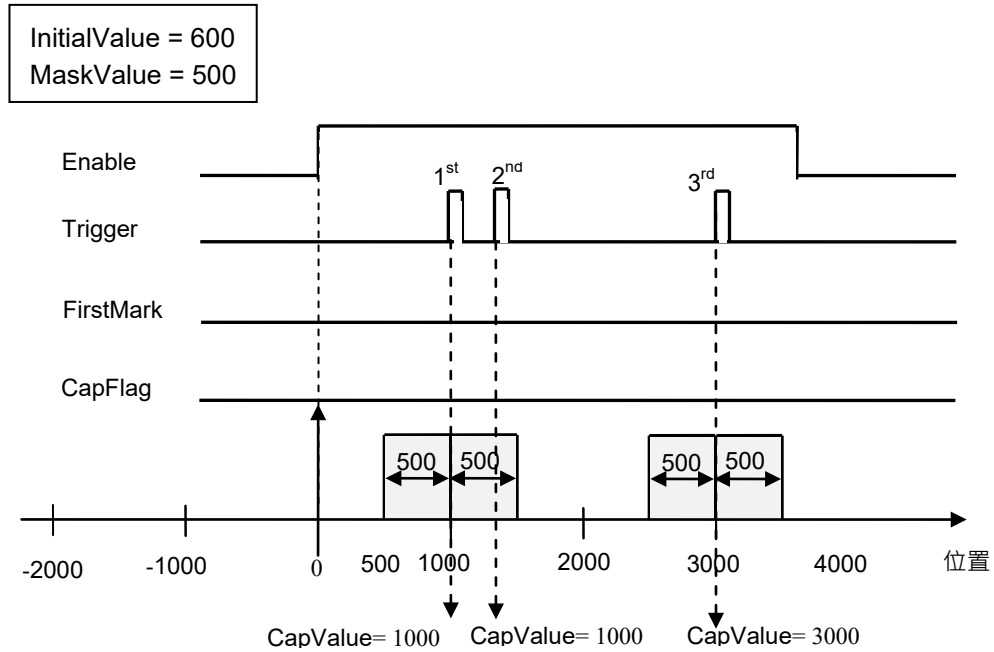 InitialValue = 600
MaskValue = 500
Enable
1st 2nd 3rd
Trigger
FirstMark
CapFlag
500 500 500 500
-2000 -1000 0 500 1000 2000 3000 4000 位置
CapValue= 1000 CapValue= 1000 CapValue= 3000